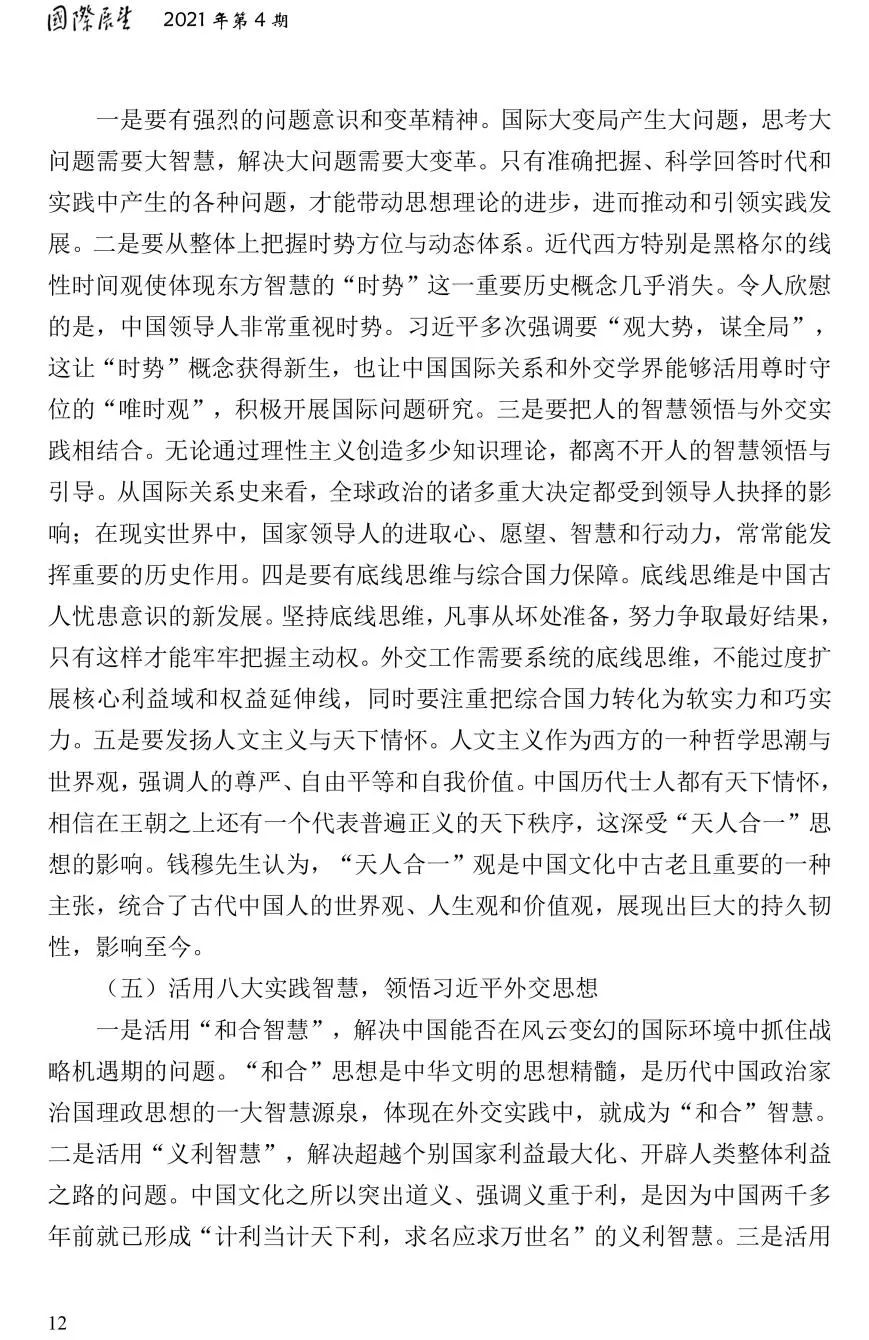 國際展望 2021 年第 4 期
一是要有强烈的问题意识和变革精神。国际大变局产生大问题，思考大
问题需要大智慧，解决大问题需要大变革。只有准确把握、科学回答时代和
实践中产生的各种问题，才能带动思想理论的进步，进而推动和引领实践发
展。二是要从整体上把握时势方位与动态体系。近代西方特别是黑格尔的线
性时间观使体现东方智慧的“时势”这一重要历史概念几乎消失。令人欣慰
的是，中国领导人非常重视时势。习近平多次强调要“观大势，谋全局”，
这让“时势”概念获得新生，也让中国国际关系和外交学界能够活用尊时守
位的“唯时观”，积极开展国际问题研究。三是要把人的智慧领悟与外交实
践相结合。无论通过理性主义创造多少知识理论，都离不开人的智慧领悟与
引导。从国际关系史来看，全球政治的诸多重大决定都受到领导人抉择的影
响；在现实世界中，国家领导人的进取心、愿望、智慧和行动力，常常能发
挥重要的历史作用。四是要有底线思维与综合国力保障。底线思维是中国古
人忧患意识的新发展。坚持底线思维，凡事从坏处准备，努力争取最好结果，
只有这样才能牢牢把握主动权。外交工作需要系统的底线思维，不能过度扩
展核心利益域和权益延伸线，同时要注重把综合国力转化为软实力和巧实
力。五是要发扬人文主义与天下情怀。人文主义作为西方的一种哲学思潮与
世界观，强调人的尊严、自由平等和自我价值。中国历代士人都有天下情怀，
相信在王朝之上还有一个代表普遍正义的天下秩序，这深受“天人合一”思
想的影响。钱穆先生认为，“天人合一”观是中国文化中古老且重要的一种
主张，统合了古代中国人的世界观、人生观和价值观，展现出巨大的持久韧
性，影响至今。
（五）活用八大实践智慧，领悟习近平外交思想
一是活用“和合智慧”，解决中国能否在风云变幻的国际环境中抓住战
略机遇期的问题。“和合”思想是中华文明的思想精髓，是历代中国政治家
治国理政思想的一大智慧源泉，体现在外交实践中，就成为“和合”智慧。
二是活用“义利智慧”，解决超越个别国家利益最大化、开辟人类整体利益
之路的问题。中国文化之所以突出道义、强调义重于利，是因为中国两千多
年前就已形成“计利当计天下利，求名应求万世名”的义利智慧。三是活用
12